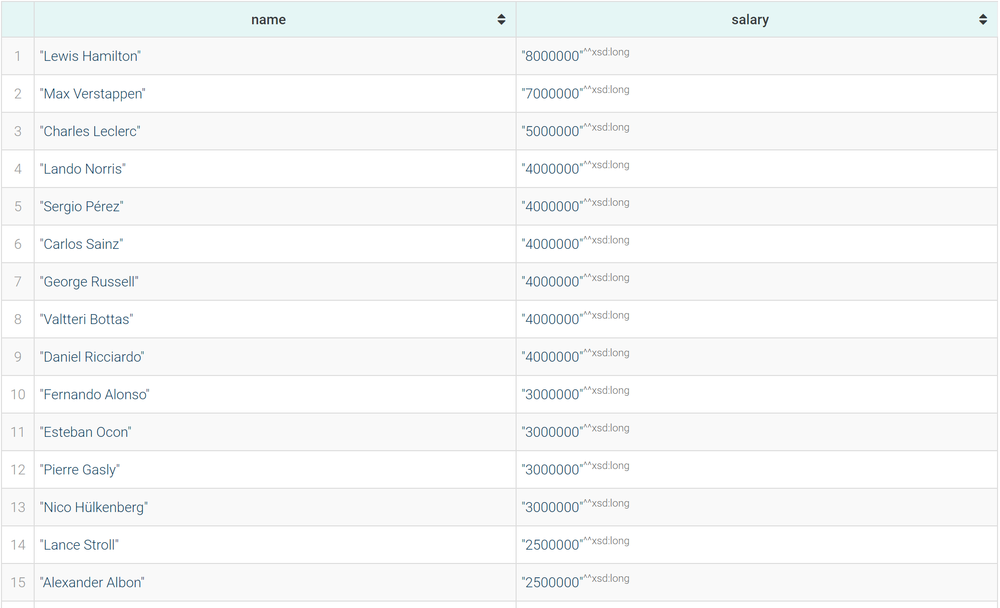 name salary
1 "Lewis Hamilton" "8000000"^^xsd:long
2 "Max Verstappen" "7000000"^^xsd:long
3 "Charles Leclerc" "5000000"^^xsd:long
4 "Lando Norris" "4000000"^^xsd:long
5 "Sergio Pérez" "4000000"^^xsd:long
6 "Carlos Sainz" "4000000"^^xsd:long
7 "George Russell" "4000000"^^xsd:long
8 "Valtteri Bottas" "4000000"^^xsd:long
9 "Daniel Ricciardo" "4000000"^^xsd:long
10 "Fernando Alonso" "3000000"^^xsd:long
11 "Esteban Ocon" "3000000"^^xsd:long
12 "Pierre Gasly" "3000000"^^xsd:long
13 "Nico Hülkenberg" "3000000"^^xsd:long
14 "Lance Stroll" "2500000"^^xsd:long
15 "Alexander Albon" "2500000"^^xsd:long